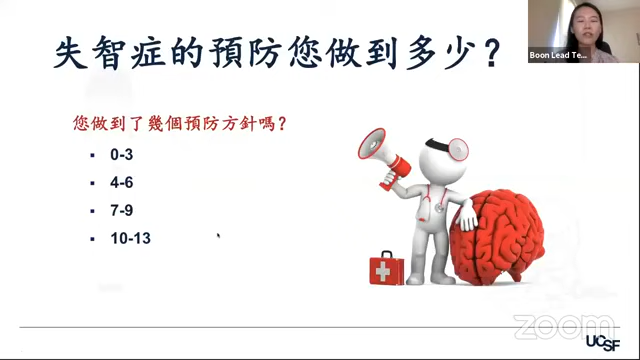 失智症的預防您做到多少？
Boon Lead Te...
您做到了幾個預防方針嗎？
0-3
4-6
7-9
10-13
zoom
UCSF